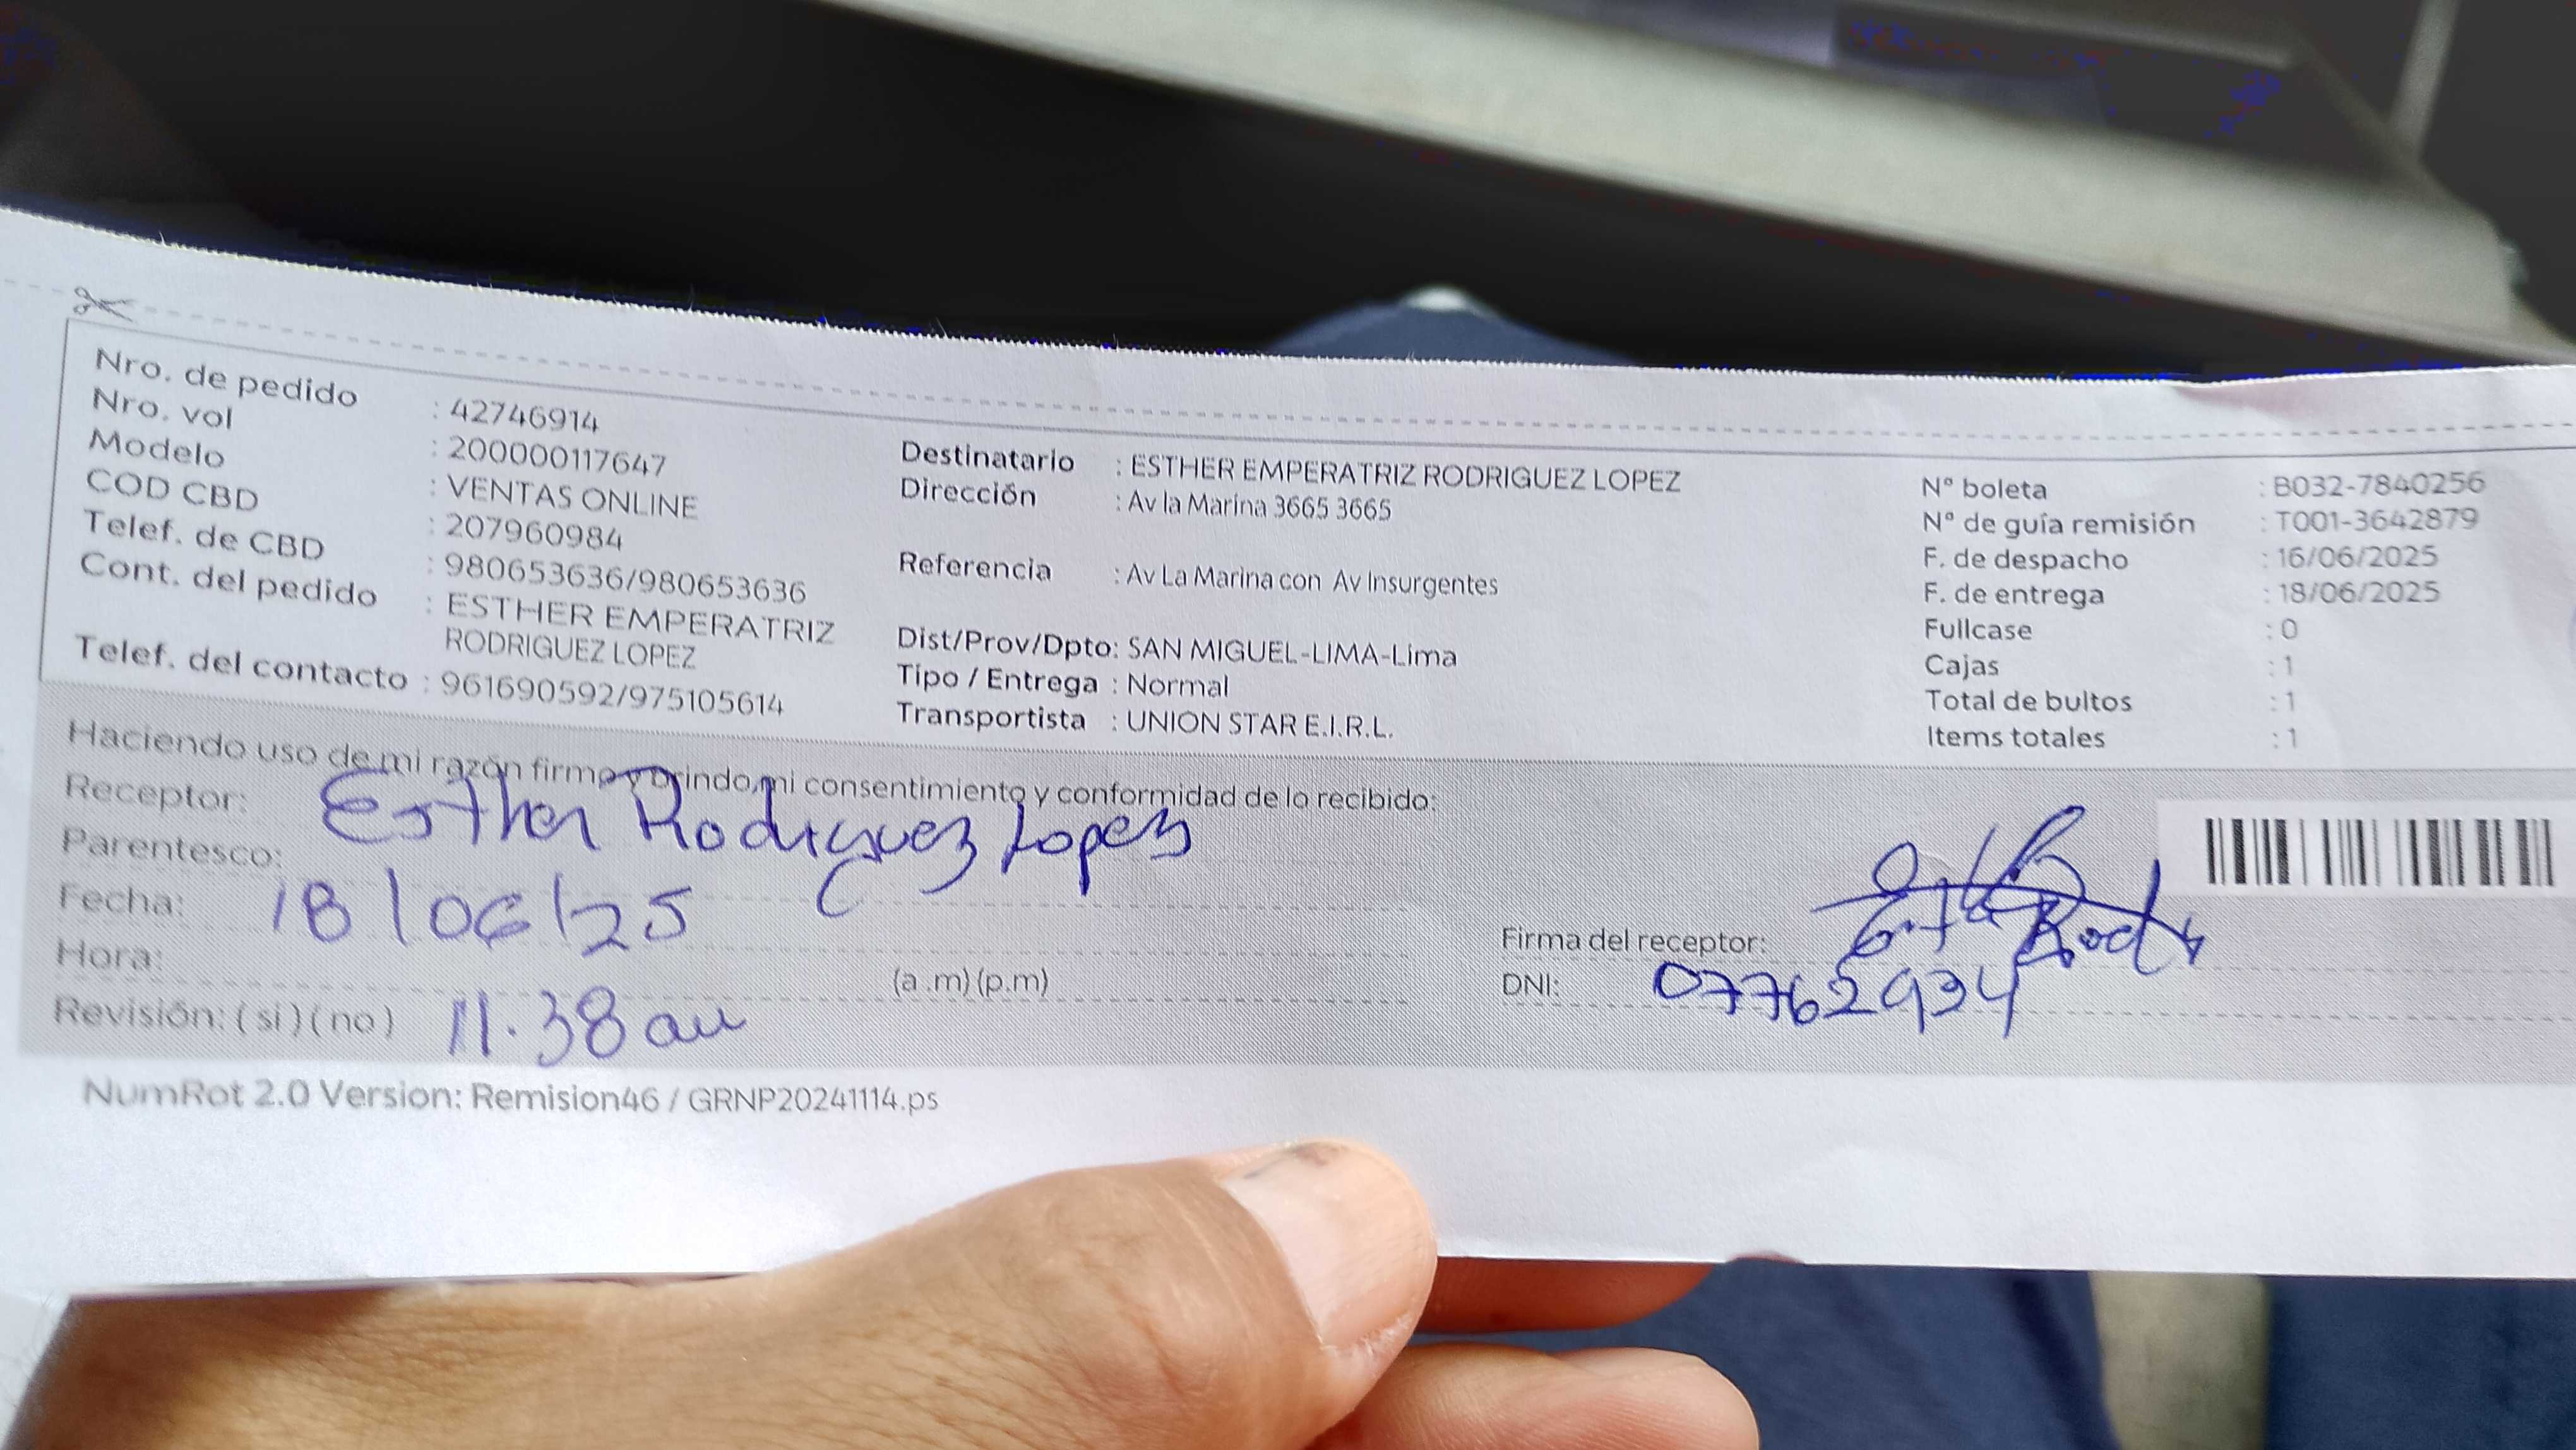 Nro. de pedido : 42746914
Nro. vol : 200000117647
Modelo : VENTAS ONLINE
COD CBD : 207960984
Telef. de CBD : 980653636/980653636
Cont. del pedido : ESTHER EMPERATRIZ
RODRIGUEZ LOPEZ
Telef. del contacto : 961690592/975105614
Destinatario : ESTHER EMPERATRIZ RODRIGUEZ LOPEZ
Dirección : Av la Marina 3665 3665
Referencia : Av La Marina con Av Insurgentes
Dist/Prov/Dpto: SAN MIGUEL-LIMA-Lima
Tipo / Entrega : Normal
Transportista : UNION STAR E.I.R.L.
Nº boleta : B032-7840256
Nº de guía remisión : T001-3642879
F. de despacho : 16/06/2025
F. de entrega : 18/06/2025
Fullcase : 0
Cajas : 1
Total de bultos : 1
Items totales : 1
Haciendo uso de mi razón firmo y brindo mi consentimiento y conformidad de lo recibido:
Receptor: Esther Rodriguez Lopez
Parentesco:
Fecha: 18/06/25
Hora: (a .m) (p.m)
Revisión: ( si ) ( no ) 11.38 am
Firma del receptor:
DNI: 07762934
NumRot 2.0 Version: Remision46 / GRNP20241114.ps